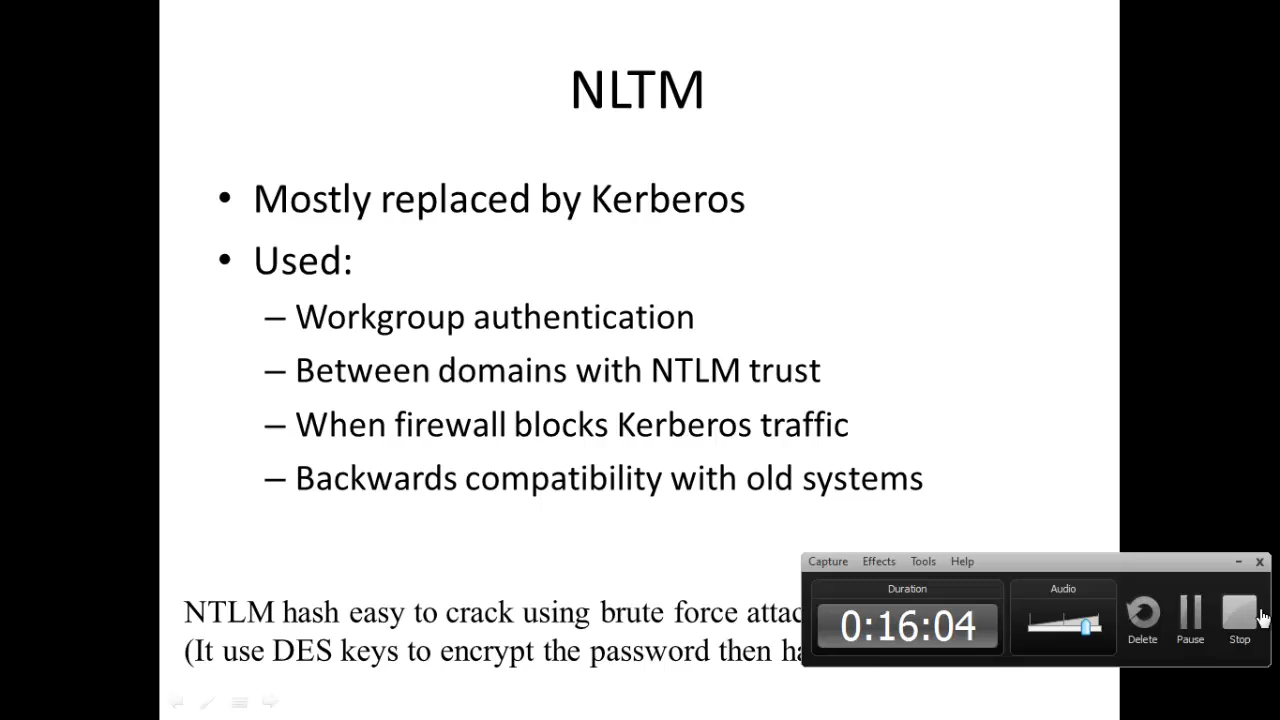 NLTM
• Mostly replaced by Kerberos
• Used:
– Workgroup authentication
– Between domains with NTLM trust
– When firewall blocks Kerberos traffic
– Backwards compatibility with old systems
NTLM hash easy to crack using brute force
(It use DES keys to encrypt the password then
Capture Effects Tools Help
Duration
0:16:04
Audio
Delete Pause Stop